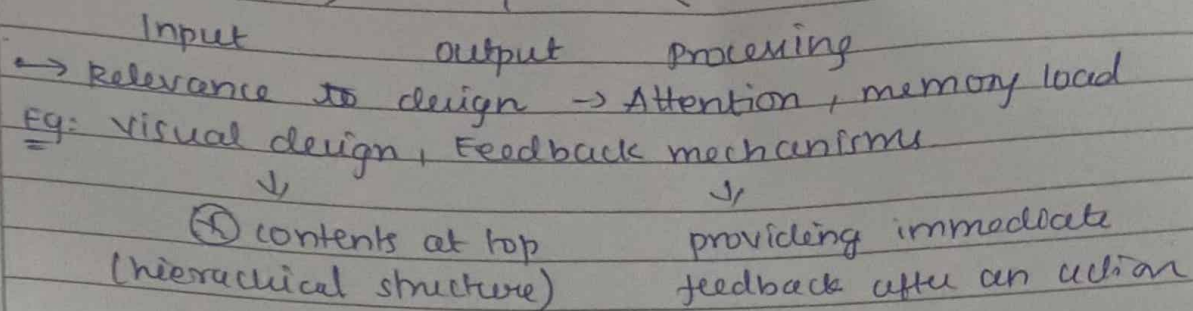 Input output Processing
→ Relevance to design → Attention, memory load
Eg: visual design, Feedback mechanisms
↓ ↓
contents at top providing immediate
(hierachical structure) feedback after an action